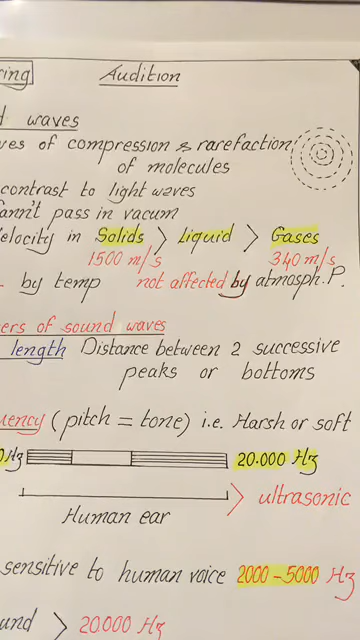 ring Audition
d waves
ves of compression & rarefaction
of molecules
contrast to light waves
ann't pass in vacum
elocity in Solids > Liquid > Gases
1500 m/s 340 m/s
by temp not affected by atmosph. P.
ers of sound waves
length Distance between 2 successive
peaks or bottoms
uency (pitch = tone) i.e. Harsh or soft
0Hz 20.000 Hz
> ultrasonic
Human ear
sensitive to human voice 2000 - 5000 Hz
und > 20.000 Hz